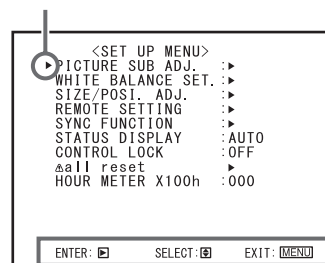 <SET UP MENU>
▶PICTURE SUB ADJ. :▶
WHITE BALANCE SET. :▶
SIZE/POSI. ADJ. :▶
REMOTE SETTING :▶
SYNC FUNCTION :▶
STATUS DISPLAY :AUTO
CONTROL LOCK :OFF
⚠all reset ▶
HOUR METER X100h :000
ENTER: ▶ SELECT: ⬍ EXIT: MENU